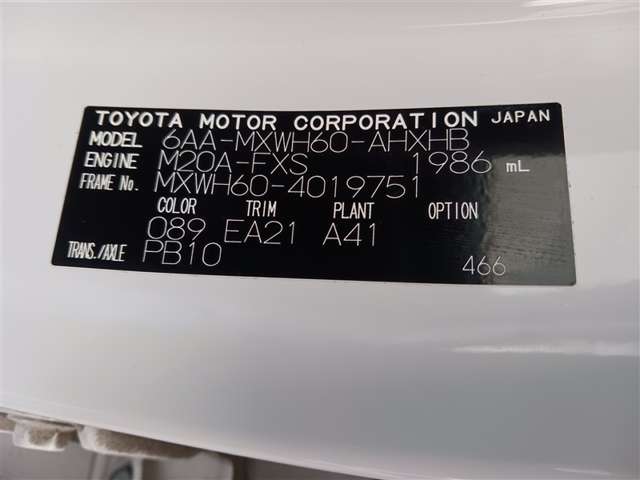 TOYOTA MOTOR CORPORATION JAPAN
MODEL 6AA-MXWH60-AHXHB
ENGINE M20A-FXS 1986 mL
FRAME No. MXWH60-4019751
COLOR TRIM PLANT OPTION
089 EA21 A41
TRANS./AXLE PB10
466